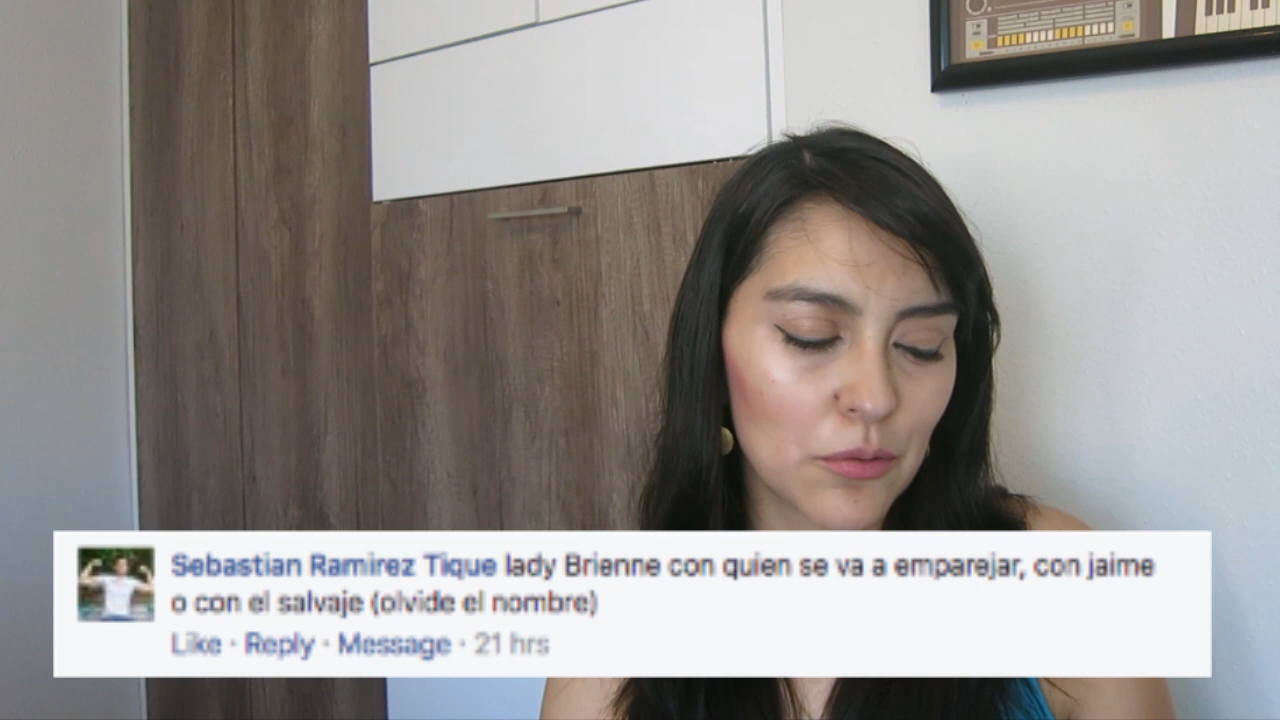 Sebastian Ramirez Tique lady Brienne con quien se va a emparejar, con jaime
o con el salvaje (olvide el nombre)
Like · Reply · Message · 21 hrs